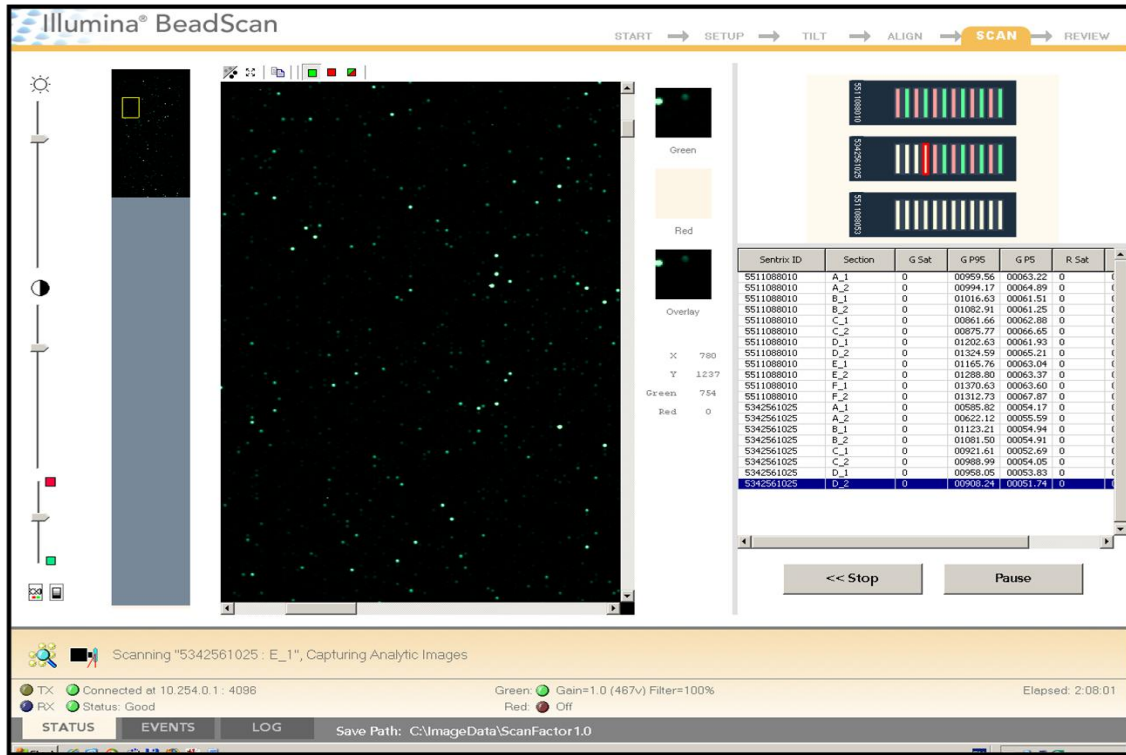 Illumina® BeadScan
START SETUP TILT ALIGN SCAN REVIEW
Green
Red
Overlay
X 780
Y 1237
Green 754
Red 0
5511088010
5342561025
5511088053
Sentrix ID Section G Sat G P95 G P5 R Sat
5511088010 A_1 0 00959.56 00063.22 0
5511088010 A_2 0 00994.17 00064.89 0
5511088010 B_1 0 01016.63 00061.51 0
5511088010 B_2 0 01082.91 00061.25 0
5511088010 C_1 0 00861.66 00062.88 0
5511088010 C_2 0 00875.77 00066.65 0
5511088010 D_1 0 01202.63 00061.93 0
5511088010 D_2 0 01324.59 00065.21 0
5511088010 E_1 0 01165.76 00063.04 0
5511088010 E_2 0 01288.80 00063.37 0
5511088010 F_1 0 01370.63 00063.60 0
5511088010 F_2 0 01312.73 00067.87 0
5342561025 A_1 0 00585.82 00054.17 0
5342561025 A_2 0 00622.12 00055.59 0
5342561025 B_1 0 01123.21 00054.94 0
5342561025 B_2 0 01081.50 00054.91 0
5342561025 C_1 0 00921.61 00052.69 0
5342561025 C_2 0 00988.99 00054.05 0
5342561025 D_1 0 00958.05 00053.83 0
5342561025 D_2 0 00908.24 00051.74 0
<< Stop Pause
Scanning "5342561025 : E_1", Capturing Analytic Images
TX Connected at 10.254.0.1 : 4096 Green: Gain=1.0 (467v) Filter=100% Elapsed: 2:08:01
RX Status: Good Red: Off
STATUS EVENTS LOG Save Path: C:\ImageData\ScanFactor1.0